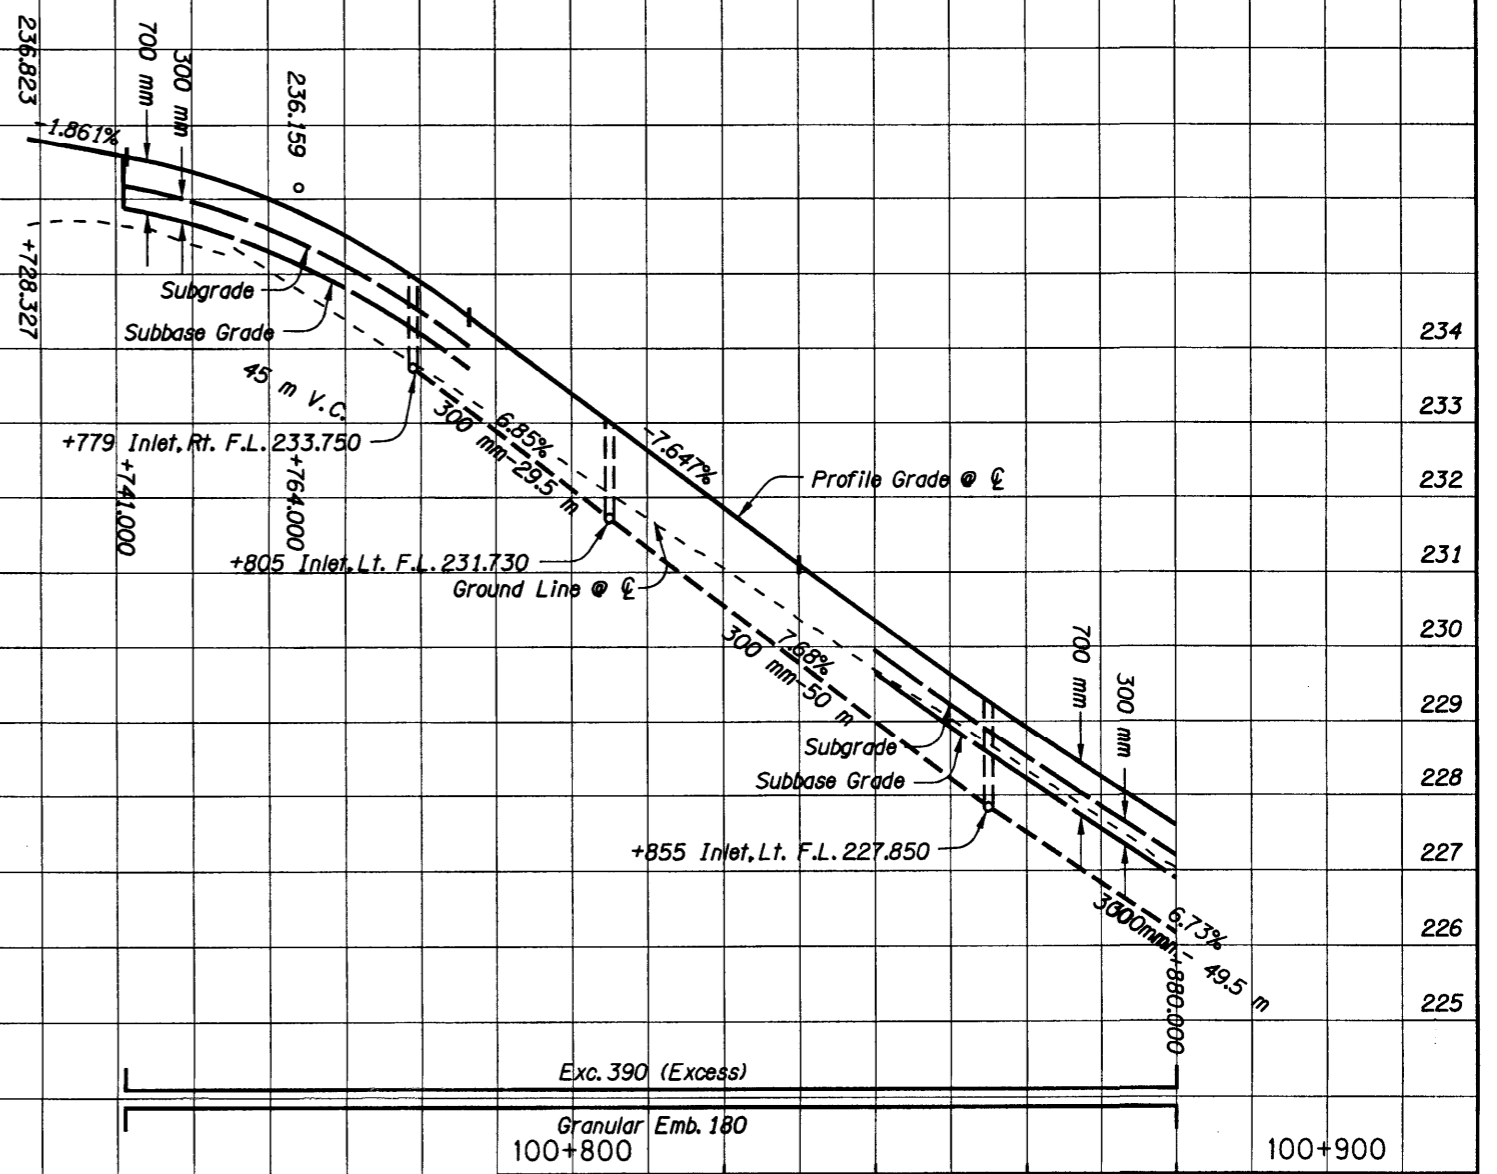 236.823
-1.861%
700 mm
300 mm
236.159
+728.327
Subgrade
Subbase Grade
45 m V.C.
+779 Inlet, Rt. F.L. 233.750
+741.000
+764.000
6.85%
300 mm-29.5 m
-7.647%
Profile Grade @ ℄
+805 Inlet, Lt. F.L. 231.730
Ground Line @ ℄
7.68%
300 mm-50 m
700 mm
300 mm
Subgrade
Subbase Grade
+855 Inlet, Lt. F.L. 227.850
6.73%
- 49.5 m
+880.000
234
233
232
231
230
229
228
227
226
225
Exc. 390 (Excess)
Granular Emb. 180
100+800
100+900